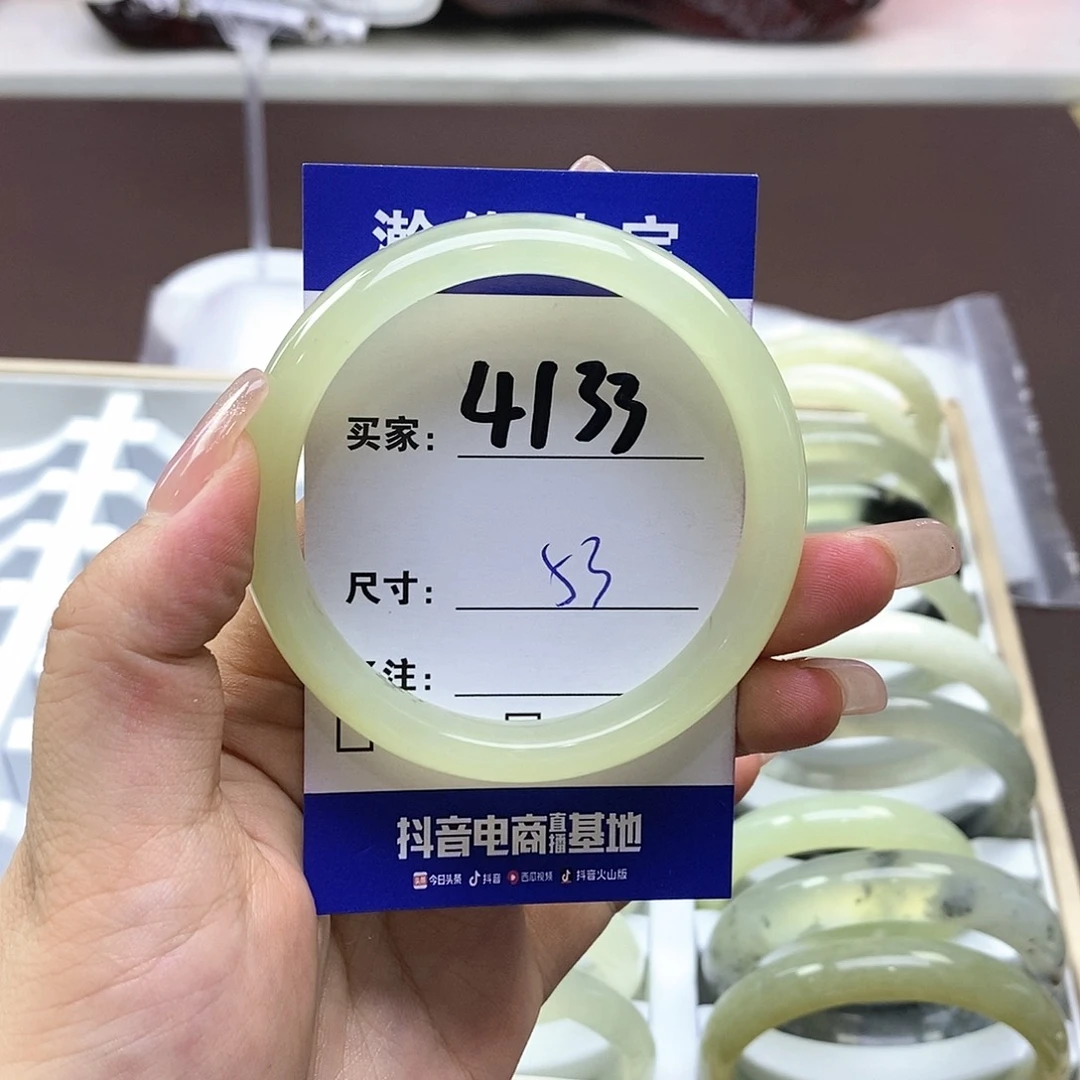 买家： 4133
尺寸： 53
注：
抖音电商直播基地
今日头条 抖音 西瓜视频 抖音火山版